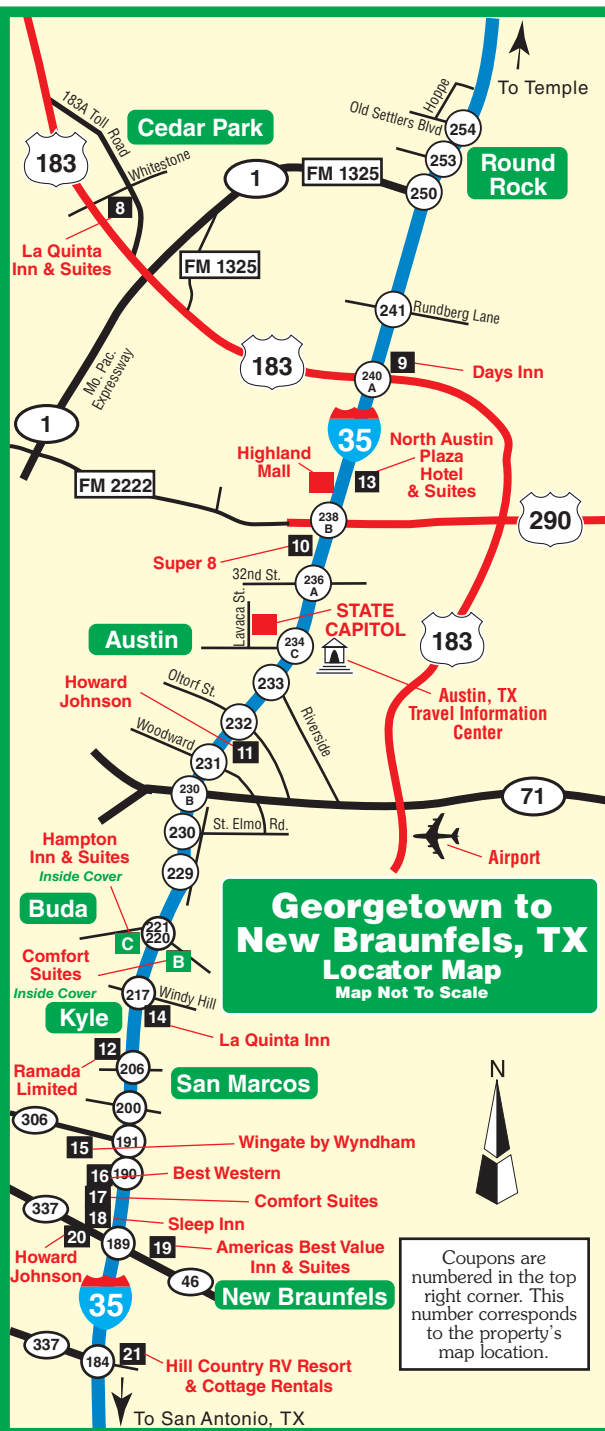 To Temple
Hoppe
Old Settlers Blvd
254
183A Toll Road
Cedar Park
253
Round
Rock
183
Whitestone
1
FM 1325
250
8
La Quinta
Inn & Suites
FM 1325
241
Rundberg Lane
Mo. Pac.
Expressway
183
240
A
9
Days Inn
1
35
Highland
Mall
13
North Austin
Plaza
Hotel
& Suites
FM 2222
238
B
290
10
Super 8
32nd St.
236
A
Lavaca St.
STATE
CAPITOL
Austin
234
C
183
Austin, TX
Travel Information
Center
Howard
Johnson
Oltorf St.
233
Riverside
232
Woodward
11
231
230
B
71
230
St. Elmo Rd.
Hampton
Inn & Suites
Inside Cover
229
Airport
Buda
221
220
C
B
Comfort
Suites
Inside Cover
Georgetown to
New Braunfels, TX
Locator Map
Map Not To Scale
217
Windy Hill
Kyle
14
La Quinta Inn
12
Ramada
Limited
206
San Marcos
N
200
306
191
15
Wingate by Wyndham
16
190
Best Western
17
Comfort Suites
337
18
Sleep Inn
20
Howard
Johnson
189
19
Americas Best Value
Inn & Suites
46
New Braunfels
35
Coupons are
numbered in the top
right corner. This
number corresponds
to the property's
map location.
337
184
21
Hill Country RV Resort
& Cottage Rentals
To San Antonio, TX